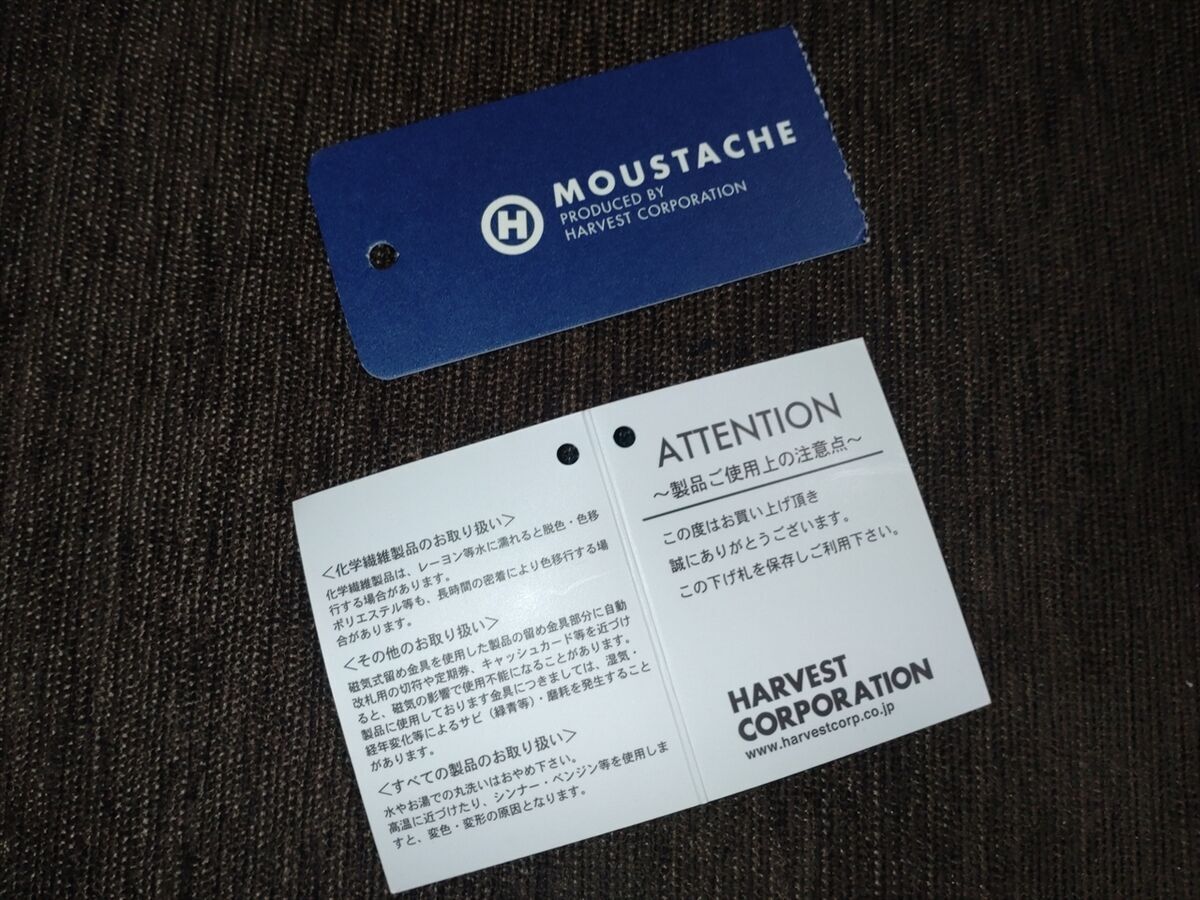 H
MOUSTACHE
PRODUCED BY
HARVEST CORPORATION
<化学繊維製品のお取り扱い>
化学繊維製品は、レーヨン等水に濡れると脱色・色移
行する場合があります。
ポリエステル等も、長時間の密着により色移行する場
合があります。
<その他のお取り扱い>
磁気式留め金具を使用した製品の留め金具部分に自動
改札用の切符や定期券、キャッシュカード等を近づけ
ると、磁気の影響で使用不能になることがあります。
製品に使用しております金具につきましては、湿気・
経年変化等によるサビ（緑青等）・磨耗を発生すること
があります。
<すべての製品のお取り扱い>
水やお湯での丸洗いはおやめ下さい。
高温に近づけたり、シンナー・ベンジン等を使用しま
すと、変色・変形の原因となります。
ATTENTION
～製品ご使用上の注意点～
この度はお買い上げ頂き
誠にありがとうございます。
この下げ札を保存しご利用下さい。
HARVEST
CORPORATION
www.harvestcorp.co.jp